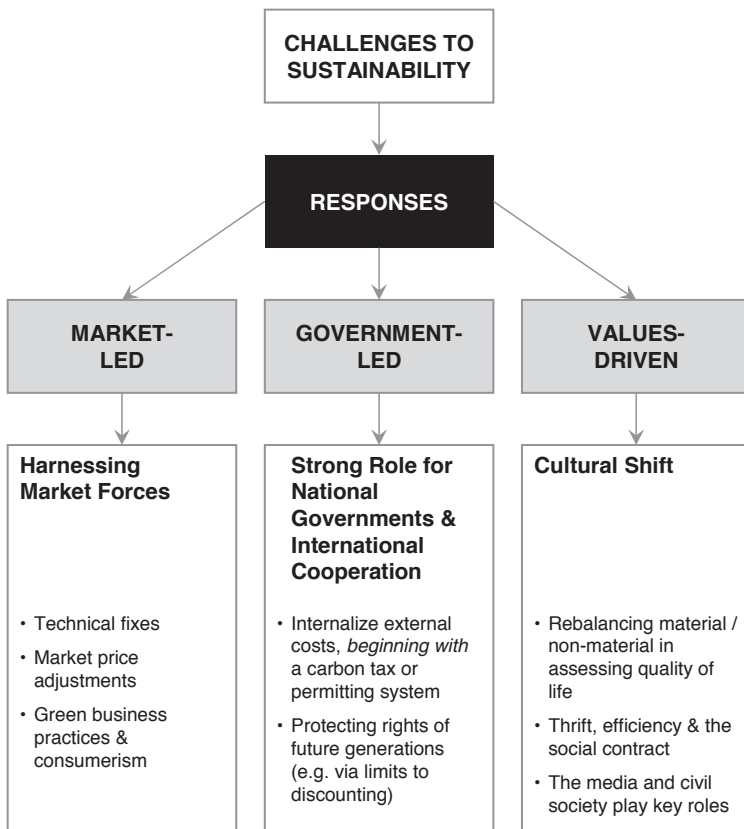 CHALLENGES TO
SUSTAINABILITY
RESPONSES
MARKET-
LED
GOVERNMENT-
LED
VALUES-
DRIVEN
Harnessing
Market Forces
• Technical fixes
• Market price
adjustments
• Green business
practices &
consumerism
Strong Role for
National
Governments &
International
Cooperation
• Internalize external
costs, beginning with
a carbon tax or
permitting system
• Protecting rights of
future generations
(e.g. via limits to
discounting)
Cultural Shift
• Rebalancing material /
non-material in
assessing quality of
life
• Thrift, efficiency & the
social contract
• The media and civil
society play key roles